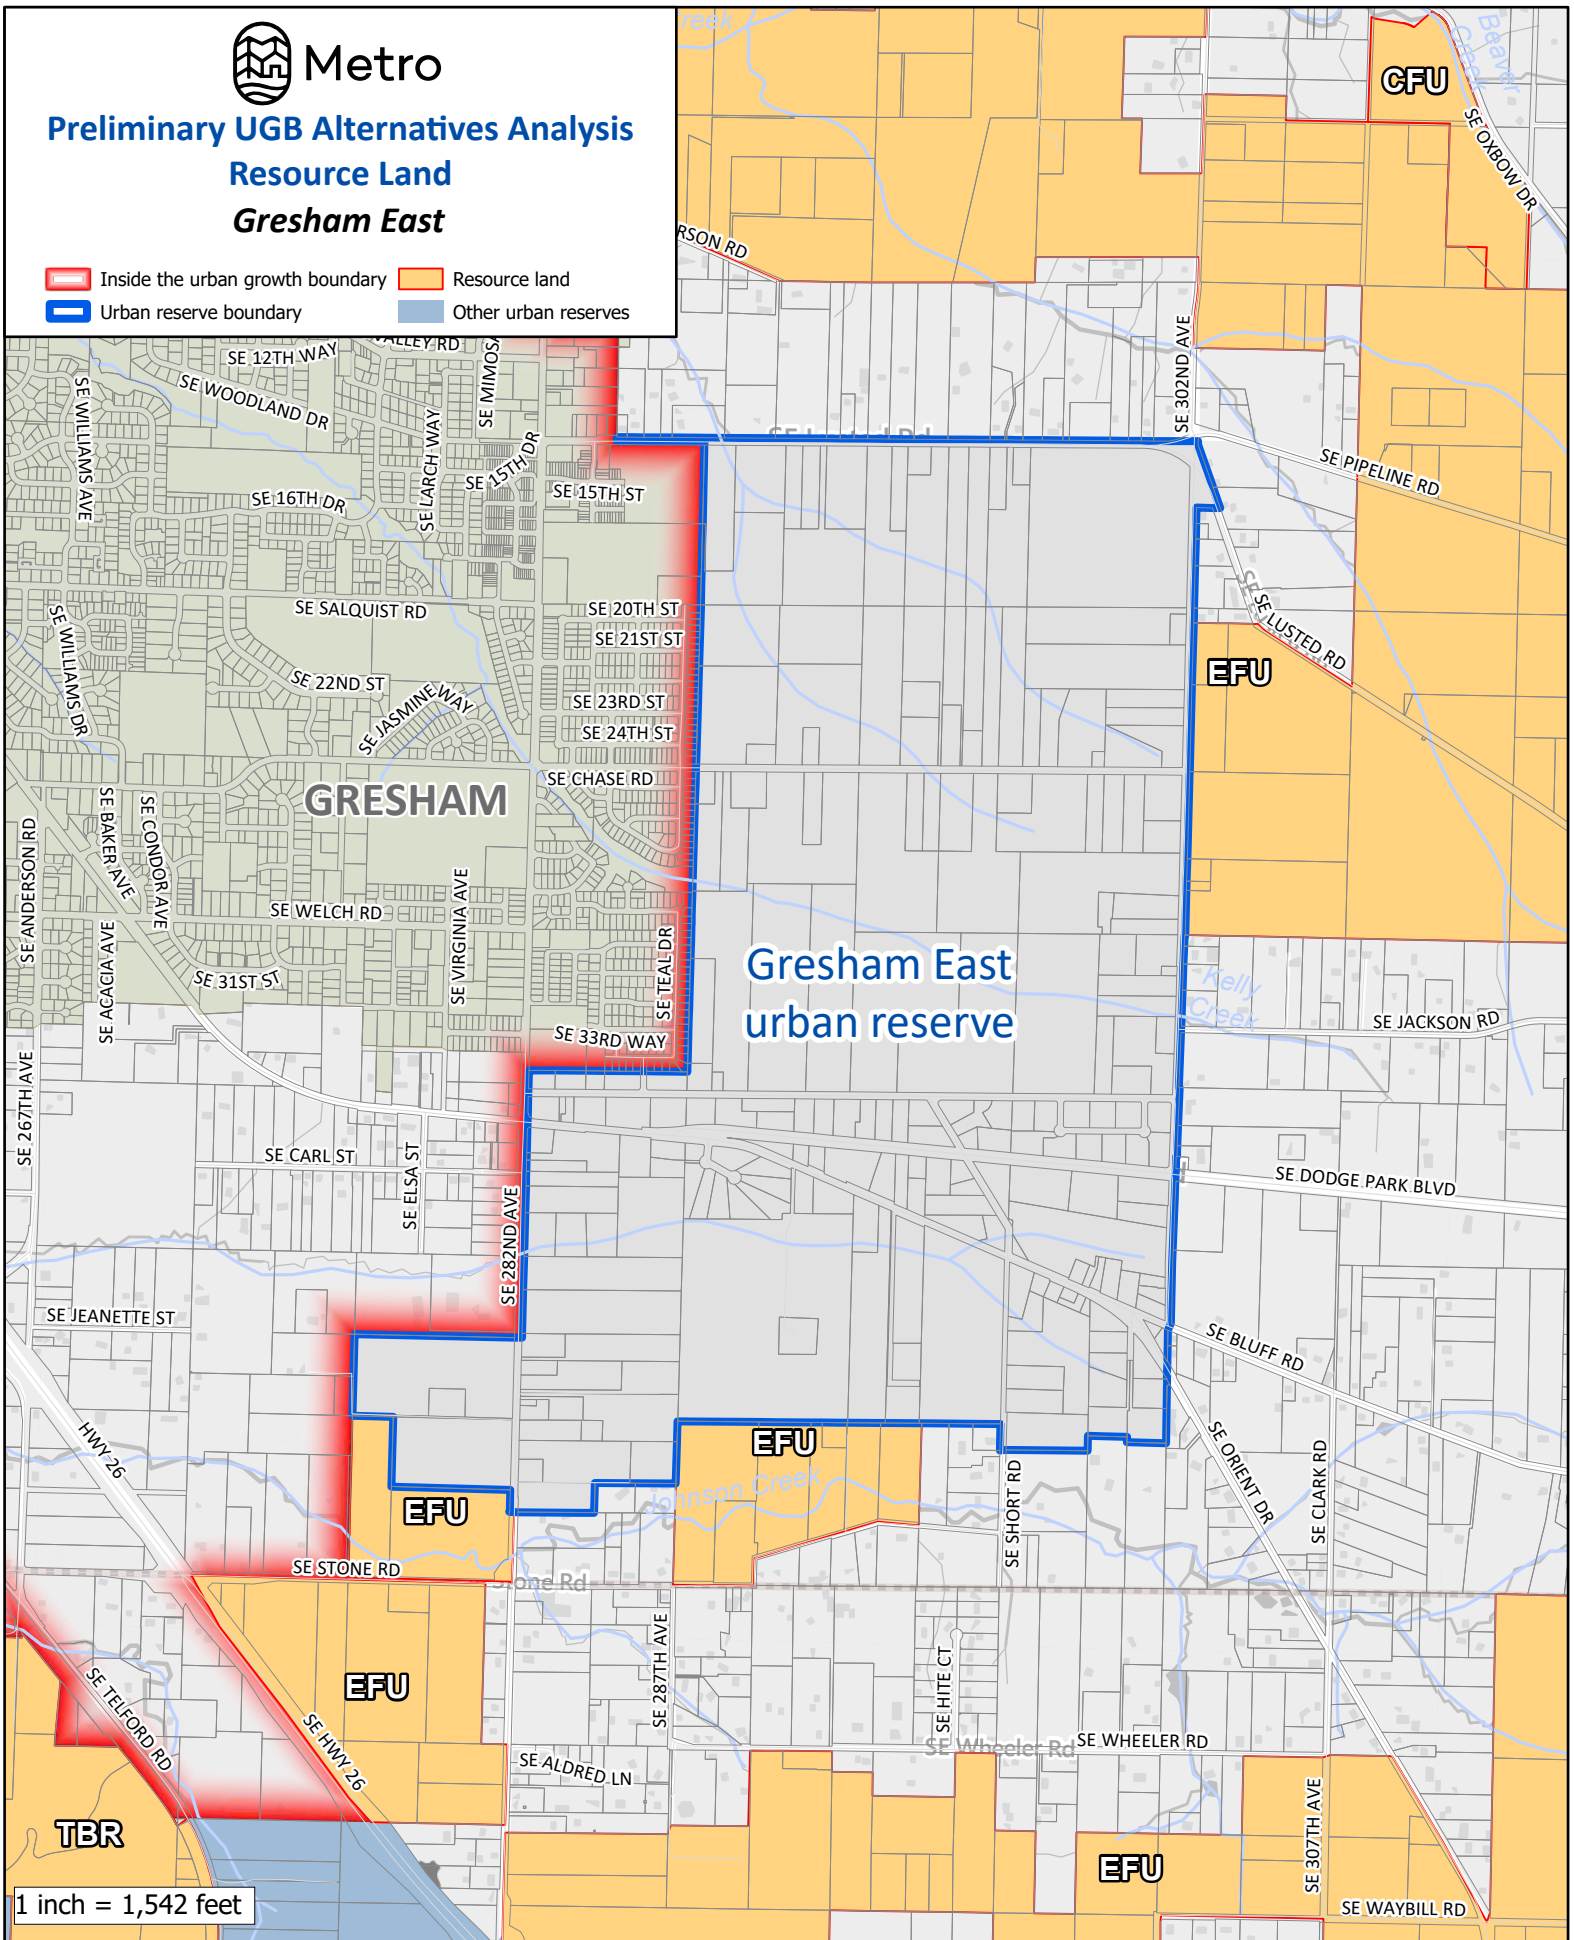 Metro
Preliminary UGB Alternatives Analysis
Resource Land
Gresham East
Inside the urban growth boundary
Resource land
Urban reserve boundary
Other urban reserves
reek
Beaver
Creek
CFU
SE OXBOW DR
RSON RD
SE 302ND AVE
VALLEY RD
SE 12TH WAY
SE MIMOSA
SE WOODLAND DR
SE WILLIAMS AVE
SE LARCH WAY
SE 15TH DR
SE Lusted Rd
SE PIPELINE RD
SE 16TH DR
SE 15TH ST
SE SALQUIST RD
SE 20TH ST
SE 21ST ST
SE LUSTED RD
SE WILLIAMS DR
SE 22ND ST
SE JASMINE WAY
SE 23RD ST
SE 24TH ST
EFU
SE CHASE RD
GRESHAM
SE BAKER AVE
SE CONDOR AVE
SE ANDERSON RD
SE WELCH RD
SE VIRGINIA AVE
SE ACACIA AVE
SE 31ST ST
SE TEAL DR
Gresham East
urban reserve
Kelly
Creek
SE JACKSON RD
SE 33RD WAY
SE 267TH AVE
SE CARL ST
SE ELSA ST
SE 282ND AVE
SE DODGE PARK BLVD
SE JEANETTE ST
SE BLUFF RD
HWY 26
EFU
EFU
Johnson Creek
SE SHORT RD
SE ORIENT DR
SE CLARK RD
SE STONE RD
Stone Rd
EFU
SE TELFORD RD
SE HWY 26
SE 287TH AVE
SE HITE CT
SE Wheeler Rd
SE WHEELER RD
SE ALDRED LN
TBR
EFU
SE 307TH AVE
SE WAYBILL RD
1 inch = 1,542 feet